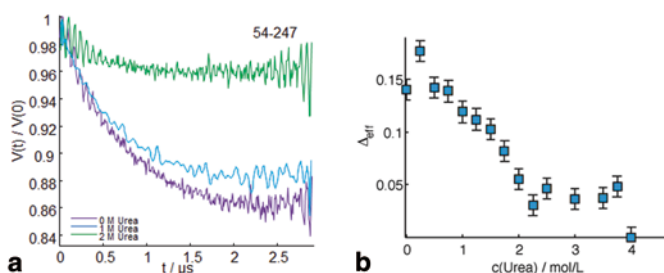 1
0.98
0.96
0.94
0.92
0.9
0.88
0.86
0.84
V(t) / V(0)
54-247
0 M Urea
1 M Urea
2 M Urea
0
0.5
1
1.5
2
2.5
t / μs
a
0.15
0.1
0.05
Δeff
0
1
2
3
4
c(Urea) / mol/L
b